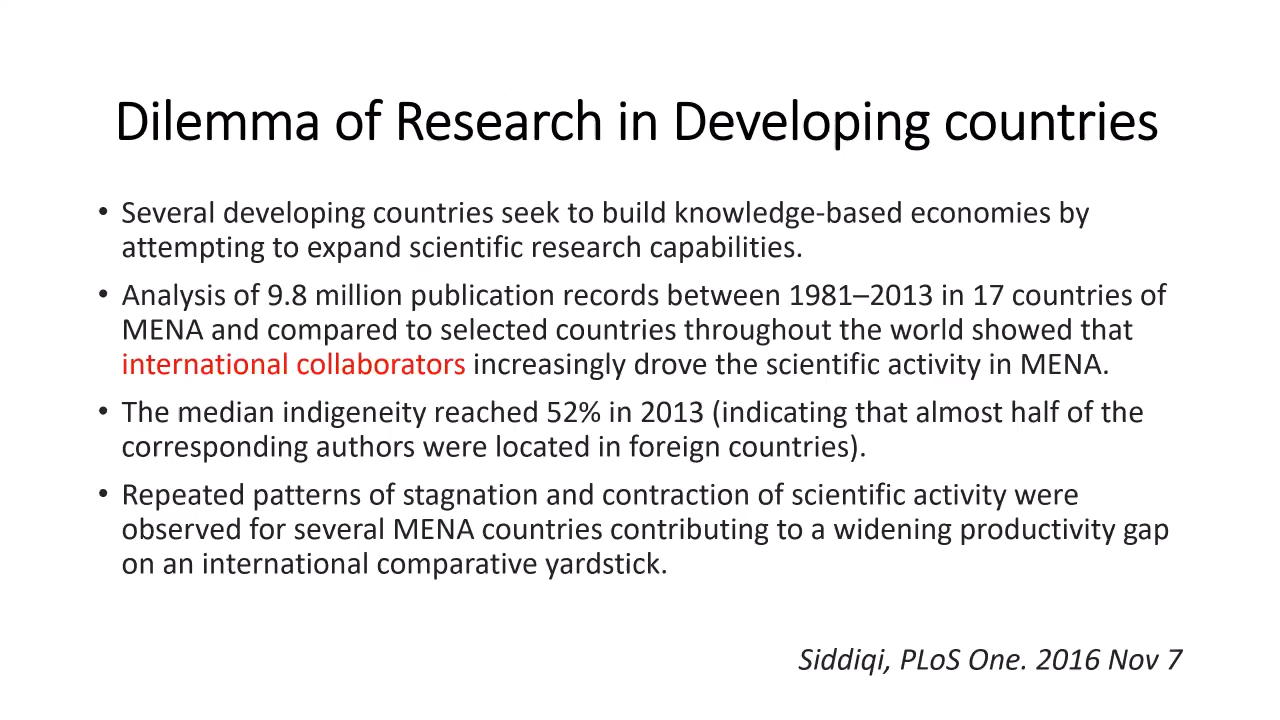 Dilemma of Research in Developing countries
• Several developing countries seek to build knowledge-based economies by
attempting to expand scientific research capabilities.
• Analysis of 9.8 million publication records between 1981–2013 in 17 countries of
MENA and compared to selected countries throughout the world showed that
international collaborators increasingly drove the scientific activity in MENA.
• The median indigeneity reached 52% in 2013 (indicating that almost half of the
corresponding authors were located in foreign countries).
• Repeated patterns of stagnation and contraction of scientific activity were
observed for several MENA countries contributing to a widening productivity gap
on an international comparative yardstick.
Siddiqi, PLoS One. 2016 Nov 7